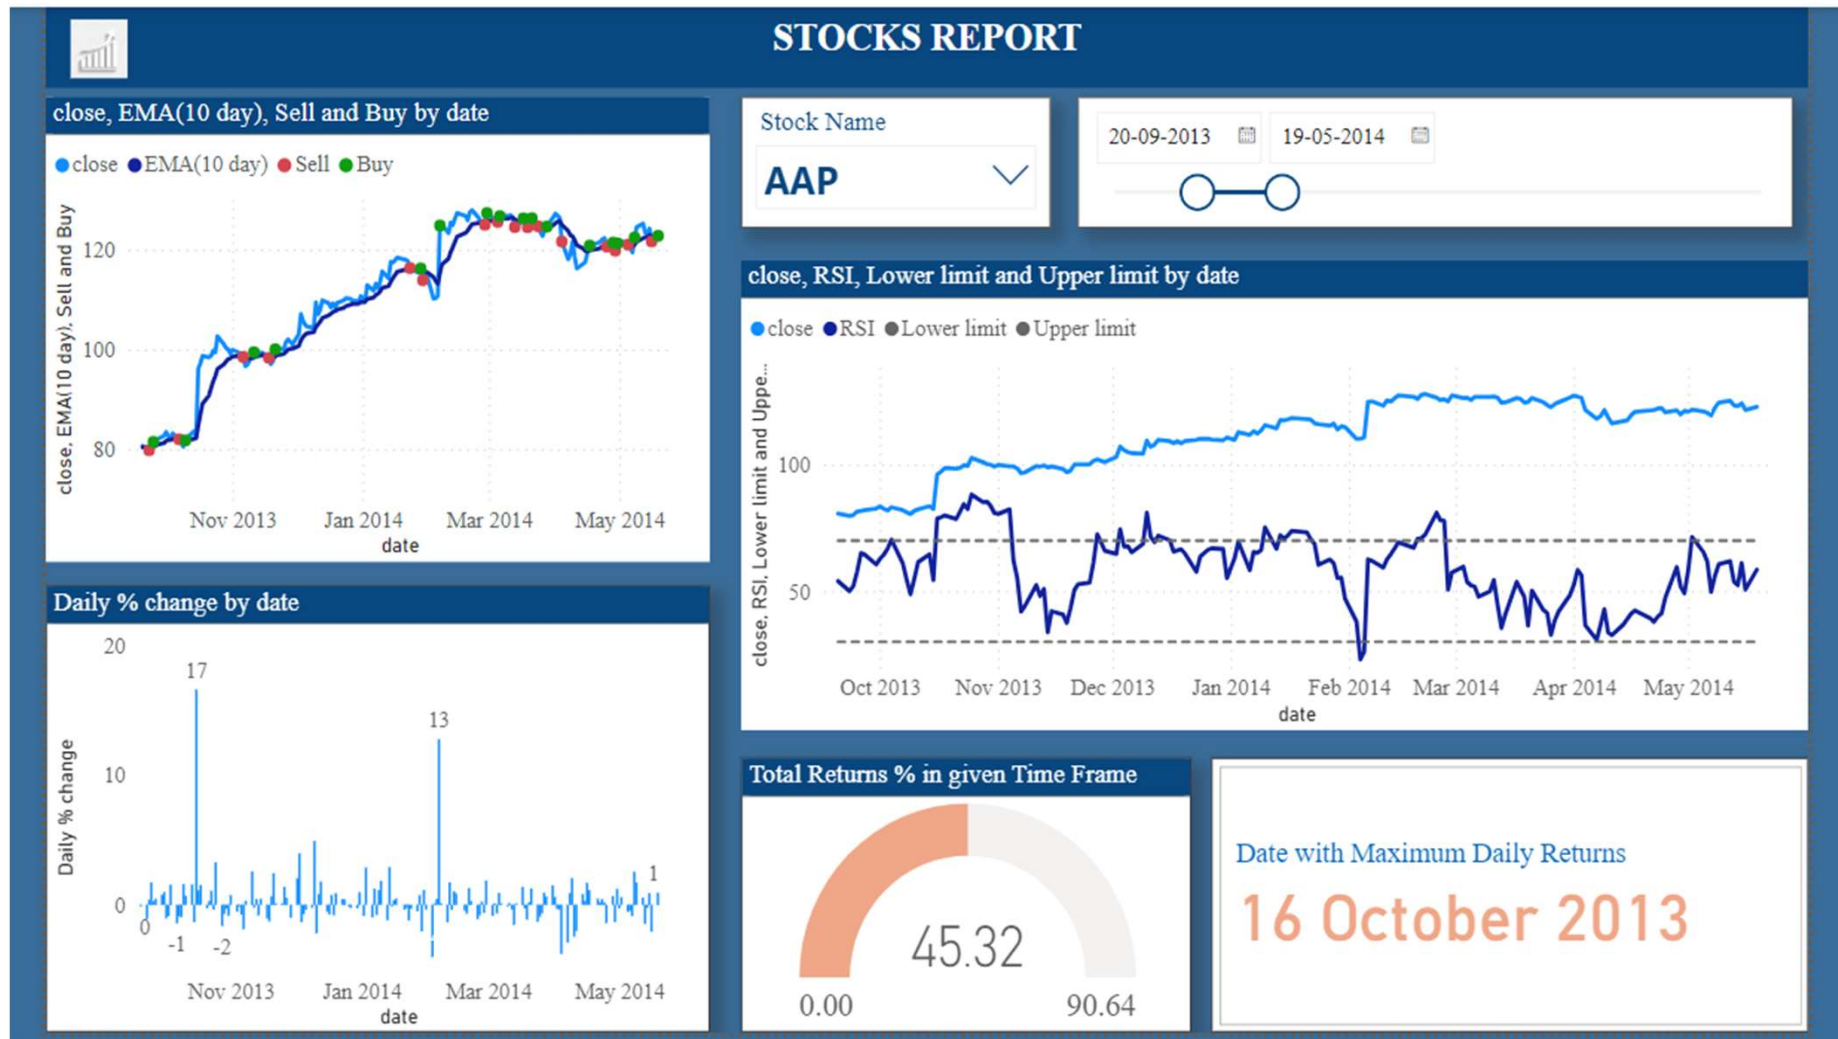 STOCKS REPORT
close, EMA(10 day), Sell and Buy by date
close EMA(10 day) Sell Buy
close, EMA(10 day), Sell and Buy
120
100
80
Nov 2013 Jan 2014 Mar 2014 May 2014
date
Stock Name
AAP
20-09-2013 19-05-2014
close, RSI, Lower limit and Upper limit by date
close RSI Lower limit Upper limit
close, RSI, Lower limit and Uppe...
100
50
Oct 2013 Nov 2013 Dec 2013 Jan 2014 Feb 2014 Mar 2014 Apr 2014 May 2014
date
Daily % change by date
Daily % change
20
17
13
10
1
0
0
-1 -2
Nov 2013 Jan 2014 Mar 2014 May 2014
date
Total Returns % in given Time Frame
45.32
0.00 90.64
Date with Maximum Daily Returns
16 October 2013